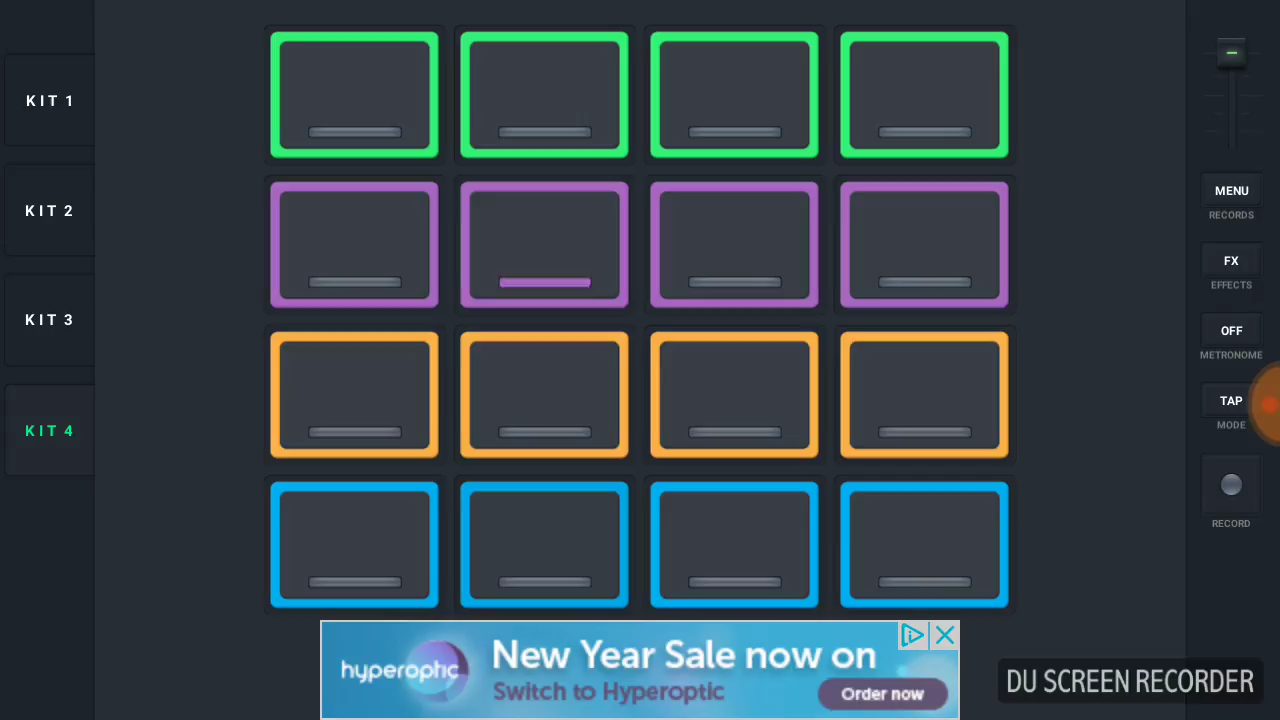 KIT 1
KIT 2
KIT 3
KIT 4
MENU
RECORDS
FX
EFFECTS
OFF
METRONOME
TAP
MODE
RECORD
hyperoptic
New Year Sale now on
Switch to Hyperoptic
Order now
DU SCREEN RECORDER